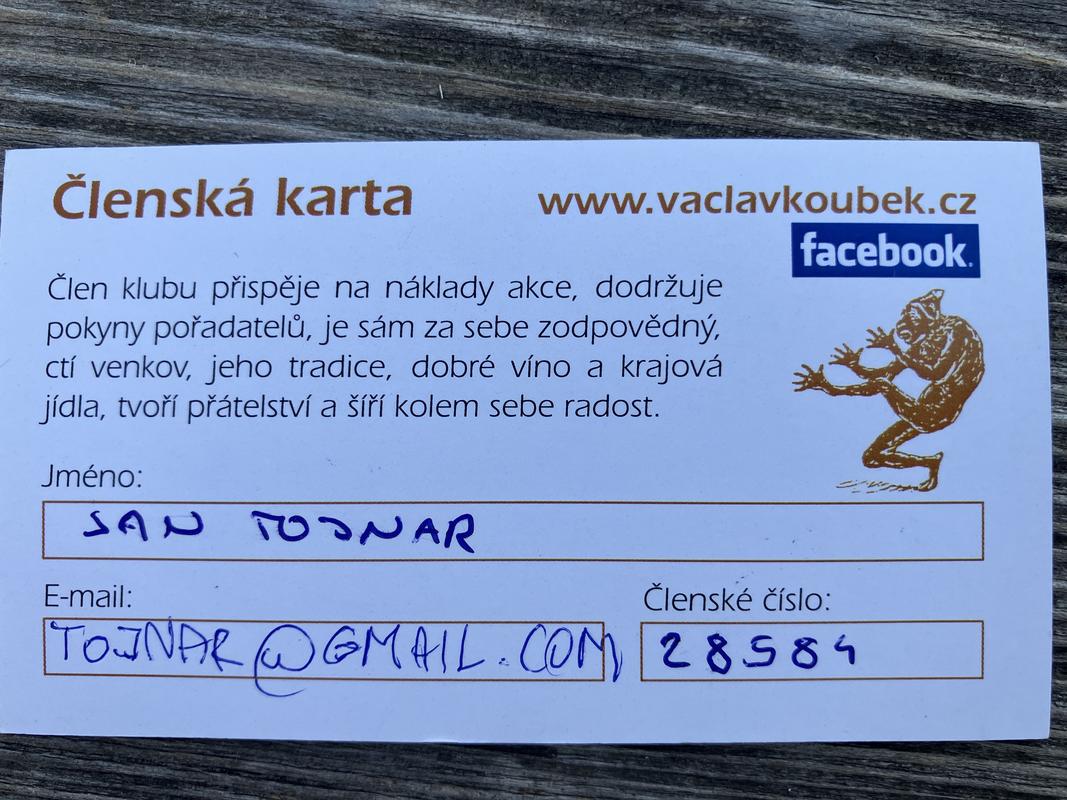 Členská karta
www.vaclavkoubek.cz
facebook.
Člen klubu přispěje na náklady akce, dodržuje
pokyny pořadatelů, je sám za sebe zodpovědný,
ctí venkov, jeho tradice, dobré víno a krajová
jídla, tvoří přátelství a šíří kolem sebe radost.
Jméno:
JAN TOJNAR
E-mail:
TOJNAR@GMAIL.COM
Členské číslo:
28584